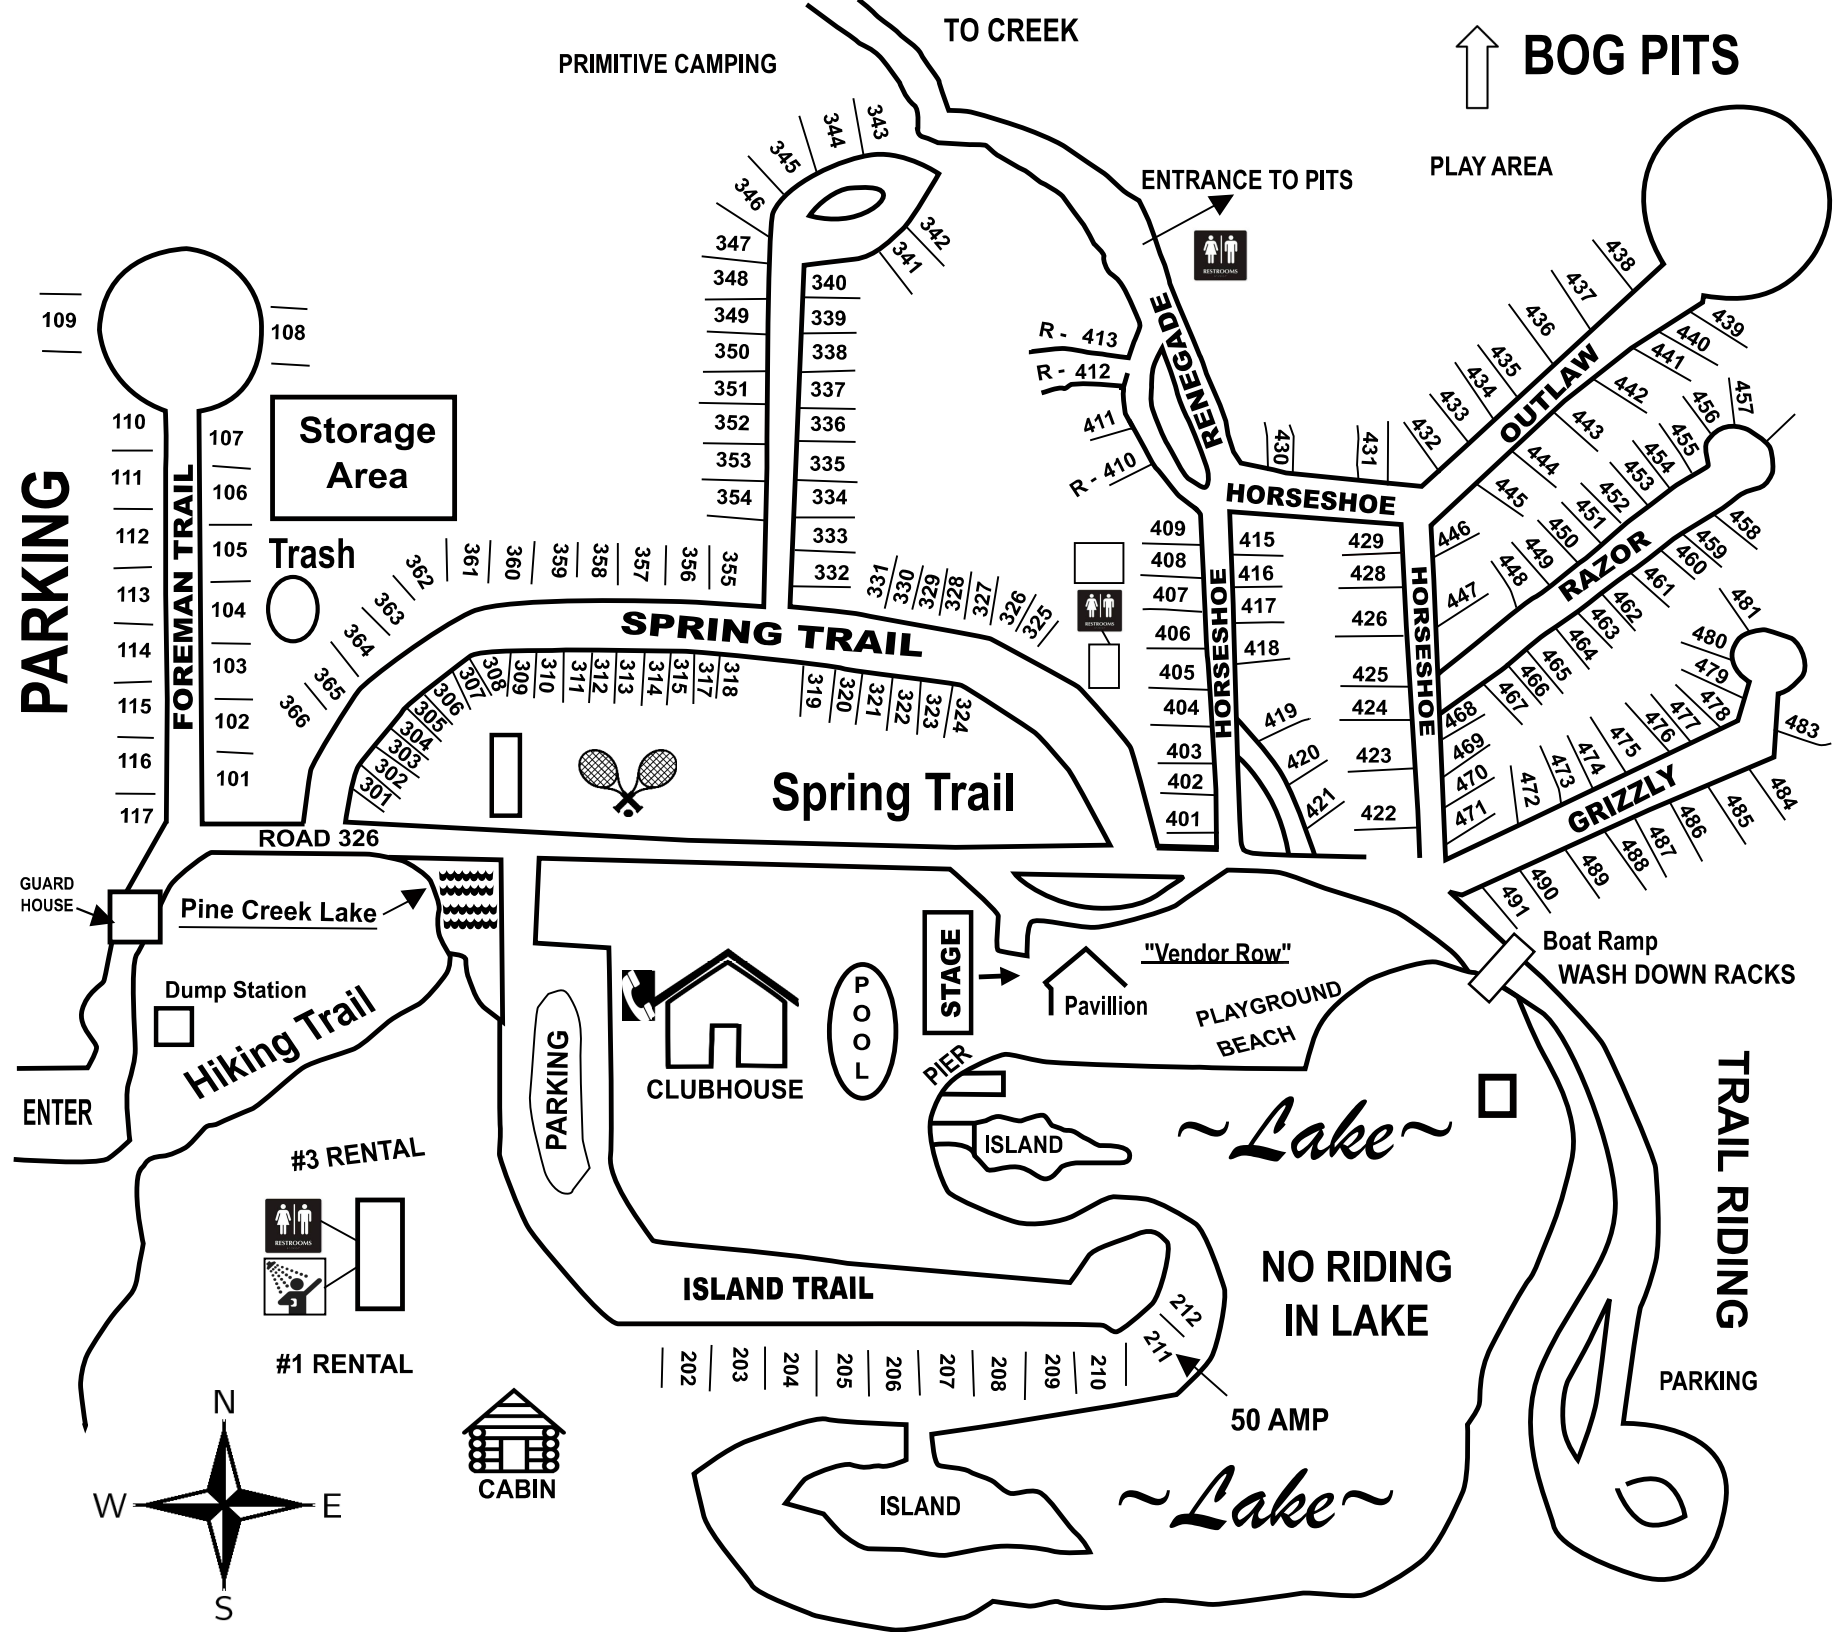 TO CREEK
BOG PITS
PRIMITIVE CAMPING
PLAY AREA
ENTRANCE TO PITS
RESTROOMS
343
344
345
346
347
348
349
350
351
352
353
354
342
341
340
339
338
337
336
335
334
333
332
109
108
110
111
112
113
114
115
116
117
107
106
105
104
103
102
101
PARKING
FOREMAN TRAIL
Storage
Area
Trash
361
360
359
358
357
356
355
362
363
364
365
366
331
330
329
328
327
326
325
SPRING TRAIL
301
302
303
304
305
306
307
308
309
310
311
312
313
314
315
317
318
319
320
321
322
323
324
Spring Trail
R - 413
R - 412
411
R - 410
RENEGADE
409
408
407
406
405
404
403
402
401
RESTROOMS
HORSESHOE
HORSESHOE
HORSESHOE
415
416
417
418
419
420
421
429
428
426
425
424
423
422
430
431
432
433
434
435
436
437
438
OUTLAW
439
440
441
442
443
444
445
446
447
448
449
450
451
452
453
454
455
456
457
RAZOR
458
459
460
461
462
463
464
465
466
467
468
469
470
471
472
473
474
475
476
477
478
479
480
481
483
484
485
486
487
488
489
490
491
GRIZZLY
ROAD 326
GUARD
HOUSE
Pine Creek Lake
Dump Station
Hiking Trail
ENTER
#3 RENTAL
RESTROOMS
#1 RENTAL
PARKING
CLUBHOUSE
POOL
STAGE
"Vendor Row"
Pavillion
PLAYGROUND
BEACH
PIER
ISLAND
~Lake~
Boat Ramp
WASH DOWN RACKS
TRAIL RIDING
ISLAND TRAIL
NO RIDING
IN LAKE
202
203
204
205
206
207
208
209
210
211
212
50 AMP
PARKING
CABIN
ISLAND
~Lake~
N
W
E
S